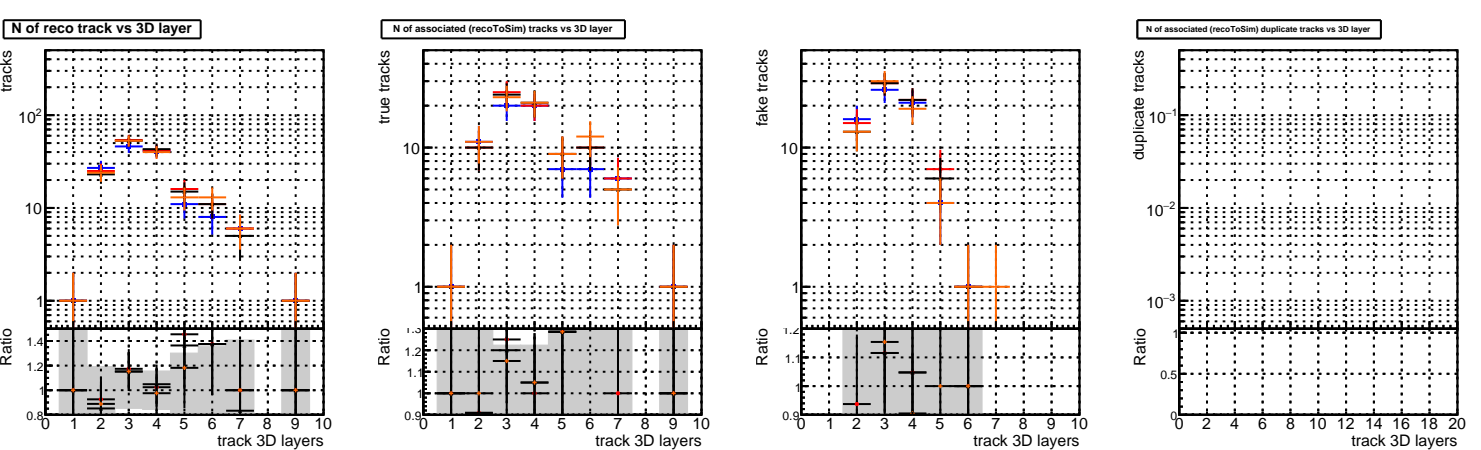 N of reco track vs 3D layer
tracks
10²
10
1
Ratio
1.4
1.2
1
0.8
0 1 2 3 4 5 6 7 8 9 10
track 3D layers
N of associated (recoToSim) tracks vs 3D layer
true tracks
10
1
Ratio
1.3
1.2
1.1
1
0.9
0 1 2 3 4 5 6 7 8 9 10
track 3D layers
fake tracks
10
1
Ratio
1.2
1.1
1
0.9
0 1 2 3 4 5 6 7 8 9 10
track 3D layers
N of associated (recoToSim) duplicate tracks vs 3D layer
duplicate tracks
10⁻¹
10⁻²
10⁻³
Ratio
1
0.5
0
0 2 4 6 8 10 12 14 16 18 20
track 3D layers